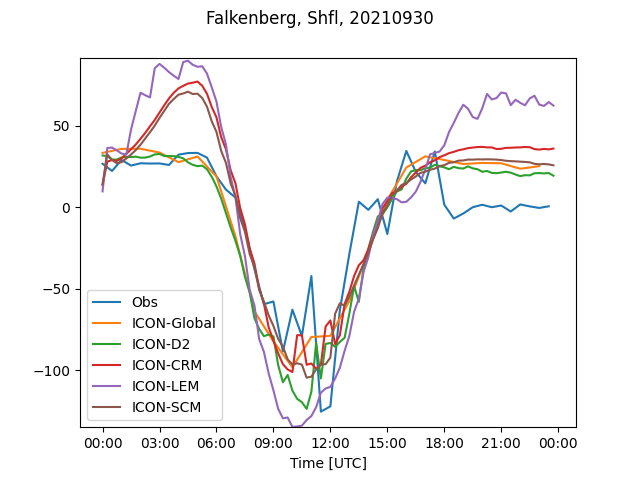 Falkenberg, Shfl, 20210930
50
0
−50
−100
Obs
ICON-Global
ICON-D2
ICON-CRM
ICON-LEM
ICON-SCM
00:00 03:00 06:00 09:00 12:00 15:00 18:00 21:00 00:00
Time [UTC]